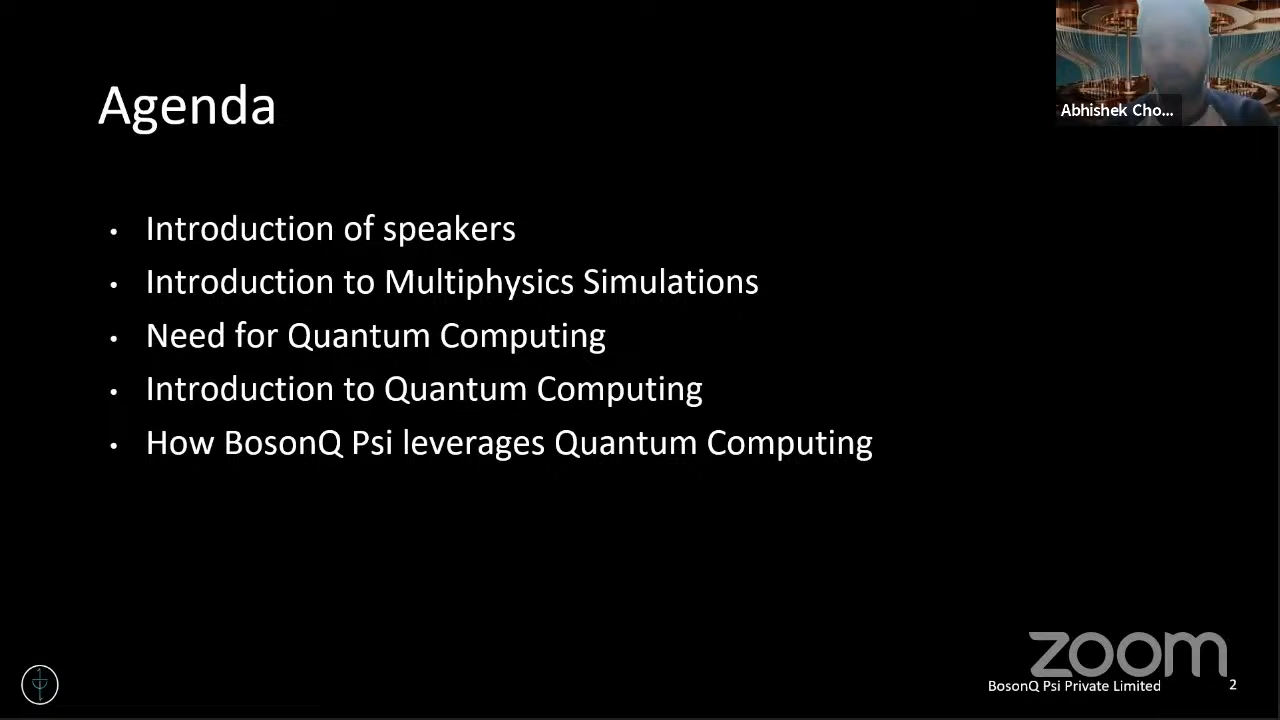 Agenda
Abhishek Cho...
• Introduction of speakers
• Introduction to Multiphysics Simulations
• Need for Quantum Computing
• Introduction to Quantum Computing
• How BosonQ Psi leverages Quantum Computing
zoom
BosonQ Psi Private Limited
2